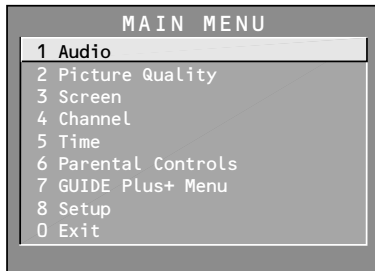 MAIN MENU
1 Audio
2 Picture Quality
3 Screen
4 Channel
5 Time
6 Parental Controls
7 GUIDE Plus+ Menu
8 Setup
0 Exit